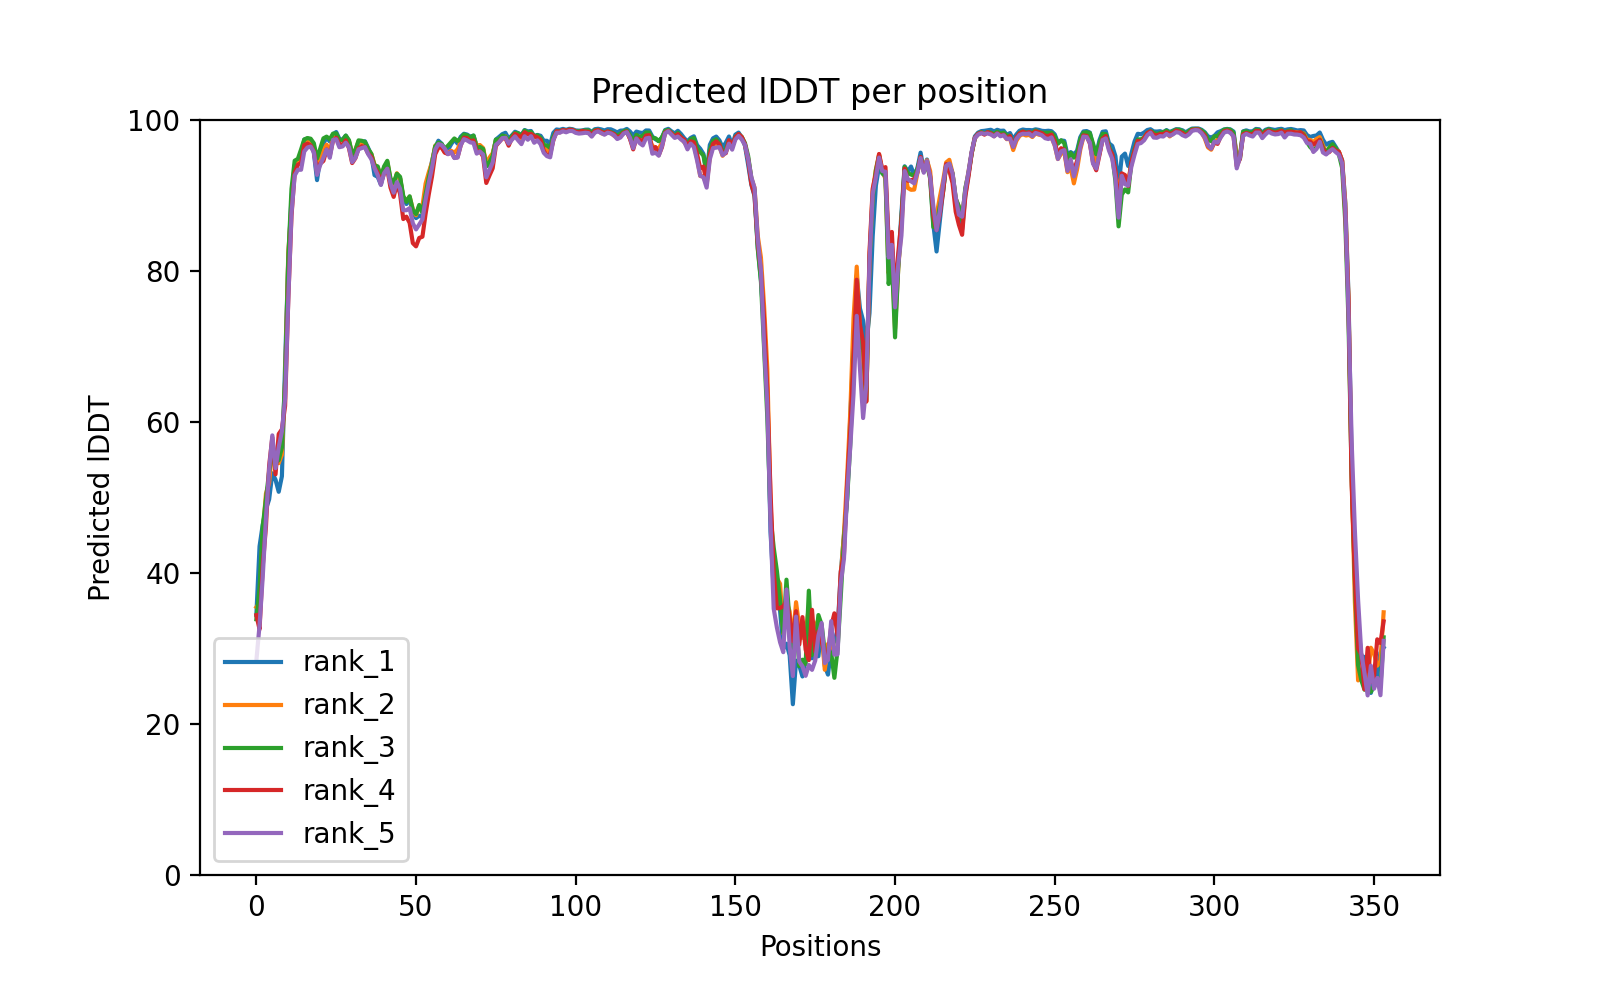 Predicted lDDT per position
100
80
60
40
20
0
Predicted lDDT
rank_1
rank_2
rank_3
rank_4
rank_5
0 50 100 150 200 250 300 350
Positions